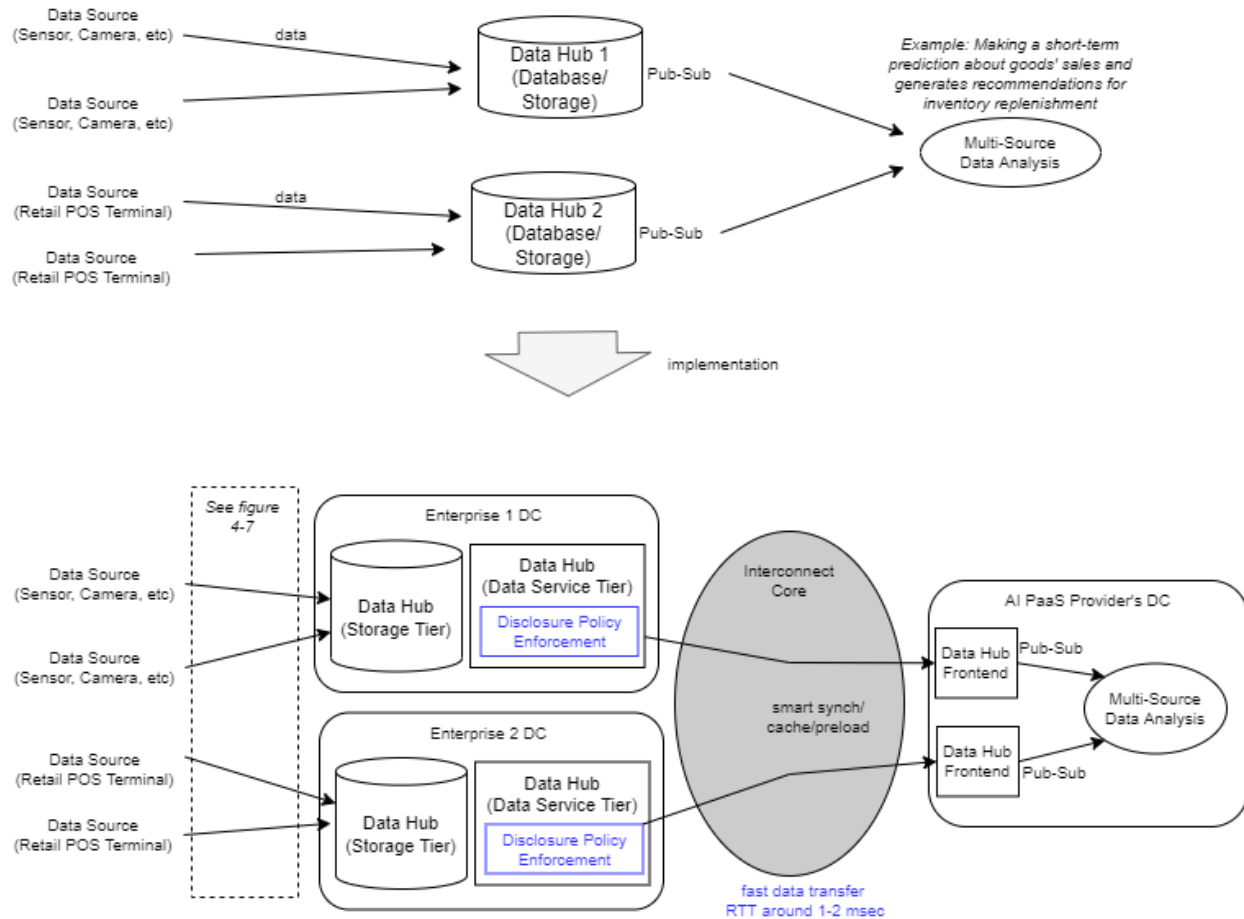 Data Source
(Sensor, Camera, etc)
data
Data Source
(Sensor, Camera, etc)
Data Hub 1
(Database/
Storage)
Pub-Sub
Example: Making a short-term
prediction about goods' sales and
generates recommendations for
inventory replenishment
Multi-Source
Data Analysis
Data Source
(Retail POS Terminal)
data
Data Source
(Retail POS Terminal)
Data Hub 2
(Database/
Storage)
Pub-Sub
implementation
See figure
4-7
Data Source
(Sensor, Camera, etc)
Data Source
(Sensor, Camera, etc)
Enterprise 1 DC
Data Hub
(Storage Tier)
Data Hub
(Data Service Tier)
Disclosure Policy
Enforcement
Data Source
(Retail POS Terminal)
Data Source
(Retail POS Terminal)
Enterprise 2 DC
Data Hub
(Storage Tier)
Data Hub
(Data Service Tier)
Disclosure Policy
Enforcement
Interconnect
Core
smart synch/
cache/preload
fast data transfer
RTT around 1-2 msec
AI PaaS Provider's DC
Data Hub
Frontend
Pub-Sub
Multi-Source
Data Analysis
Data Hub
Frontend
Pub-Sub